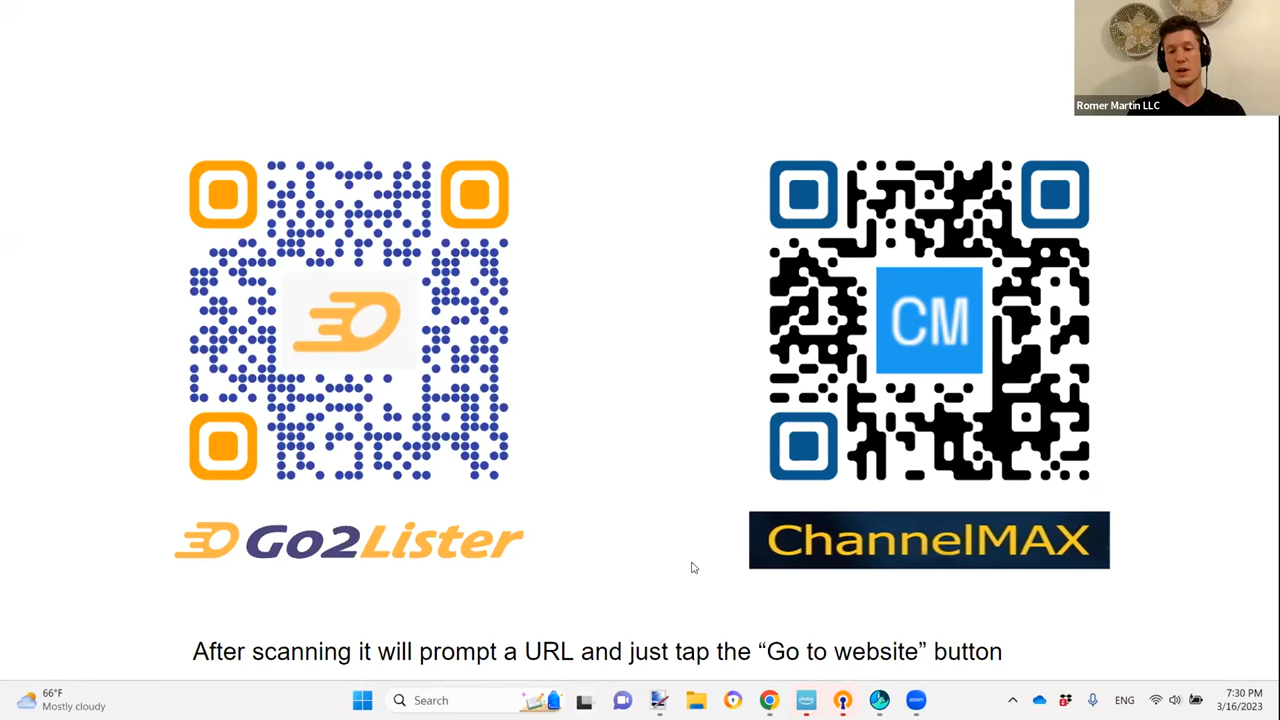 Romer Martin LLC
CM
Go2Lister
ChannelMAX
After scanning it will prompt a URL and just tap the “Go to website” button
66°F
Mostly cloudy
Search
ENG
7:30 PM
3/16/2023